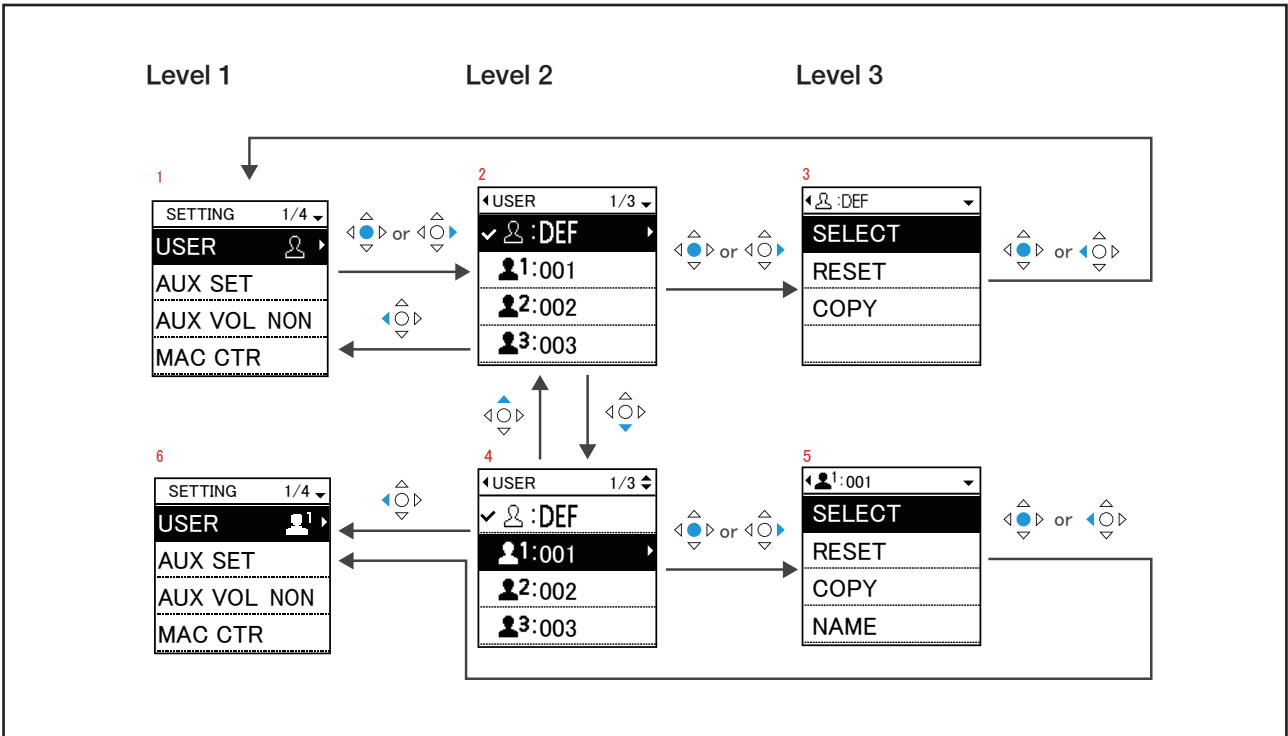 Level 1
Level 2
Level 3
1
SETTING 1/4
USER
AUX SET
AUX VOL NON
MAC CTR
or
2
USER 1/3
:DEF
1:001
2:002
3:003
or
3
:DEF
SELECT
RESET
COPY
or
6
SETTING 1/4
USER 1
AUX SET
AUX VOL NON
MAC CTR
4
USER 1/3
:DEF
1:001
2:002
3:003
or
5
1:001
SELECT
RESET
COPY
NAME
or